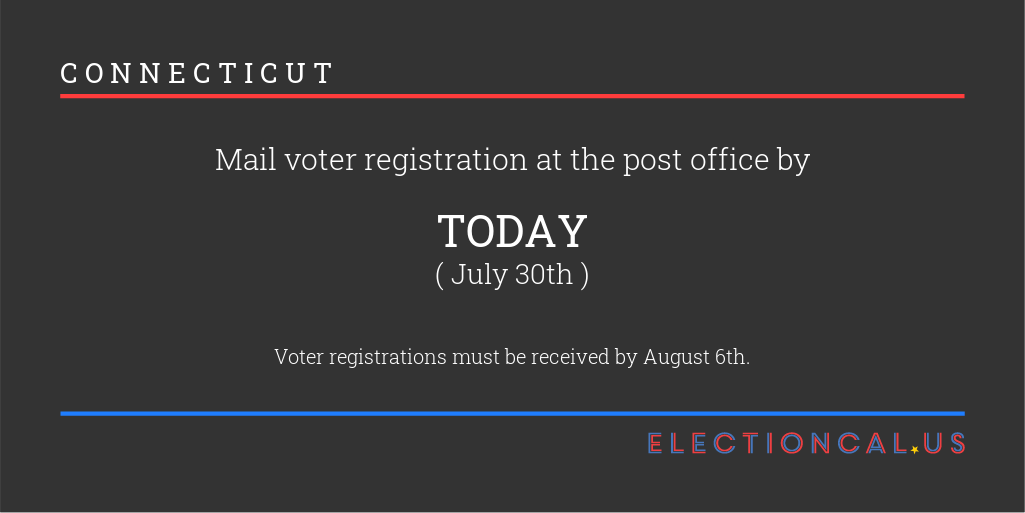 CONNECTICUT
Mail voter registration at the post office by
TODAY
( July 30th )
Voter registrations must be received by August 6th.
ELECTIONCAL.US